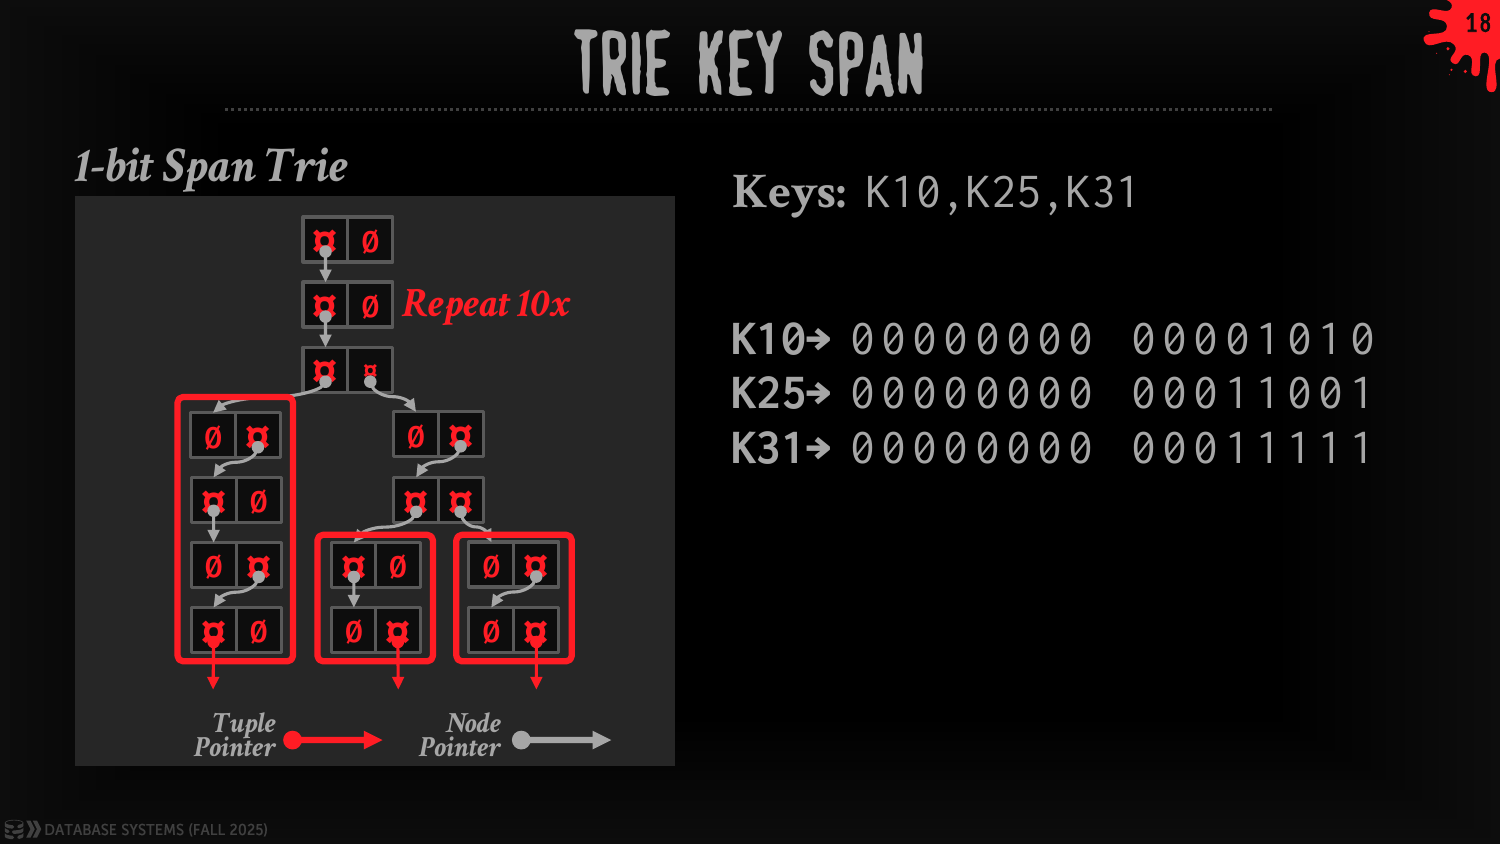 18
TRIE KEY SPAN
1-bit Span Trie
Keys: K10,K25,K31
¤ Ø
¤ Ø Repeat 10x
¤ ¤
Ø ¤ Ø ¤
¤ Ø ¤ ¤
Ø ¤ ¤ Ø Ø ¤
¤ Ø Ø ¤ Ø ¤
K10→ 00000000 00001010
K25→ 00000000 00011001
K31→ 00000000 00011111
Tuple
Pointer
Node
Pointer
DATABASE SYSTEMS (FALL 2025)